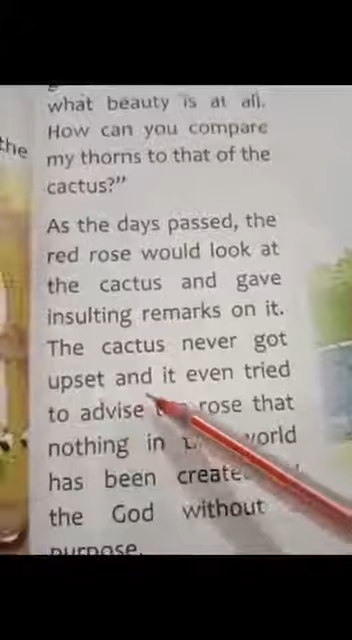 the
what beauty is at all.
How can you compare
my thorns to that of the
cactus?”
As the days passed, the
red rose would look at
the cactus and gave
insulting remarks on it.
The cactus never got
upset and it even tried
to advise rose that
nothing in
has been
the God without
purpose.